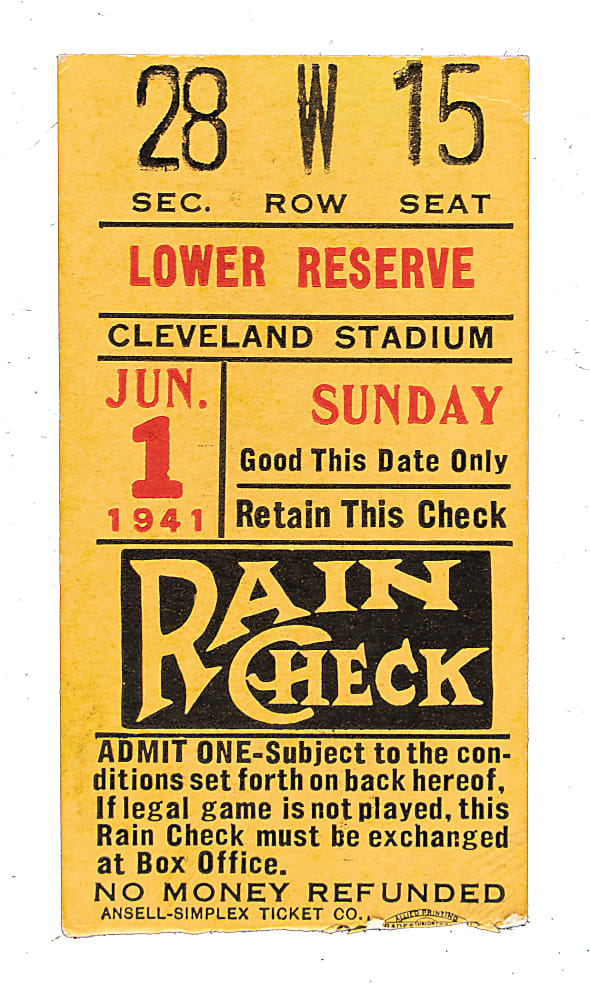 28 W 15
SEC. ROW SEAT
LOWER RESERVE
CLEVELAND STADIUM
JUN.
1
1941
SUNDAY
Good This Date Only
Retain This Check
RAIN
CHECK
ADMIT ONE-Subject to the con-
ditions set forth on back hereof,
If legal game is not played, this
Rain Check must be exchanged
at Box Office.
NO MONEY REFUNDED
ANSELL-SIMPLEX TICKET CO.,
ALLIED PRINTING